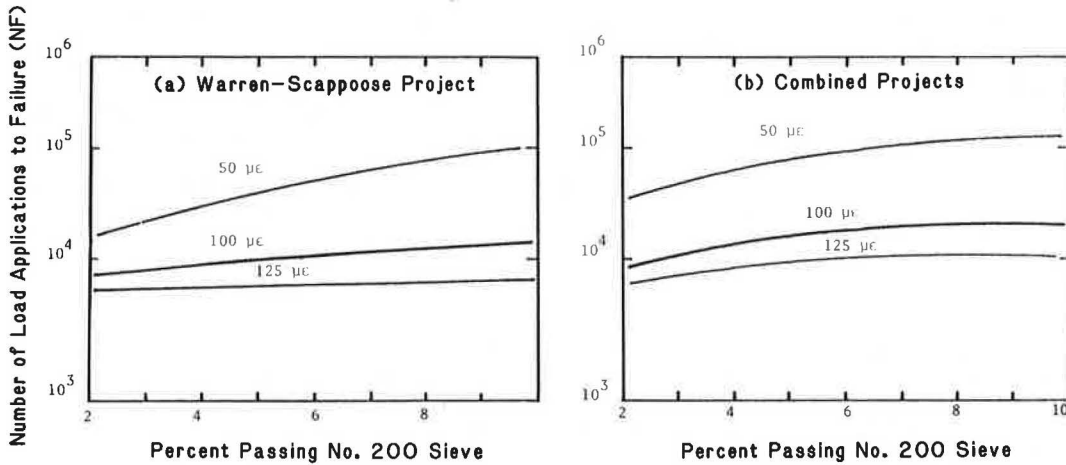 Number of Load Applications to Failure (NF)
10^6
10^5
10^4
10^3
(a) Warren-Scappoose Project
50 µε
100 µε
125 µε
2
4
6
8
Percent Passing No. 200 Sieve
10^6
10^5
10^4
10^3
(b) Combined Projects
50 µε
100 µε
125 µε
2
4
6
8
10
Percent Passing No. 200 Sieve